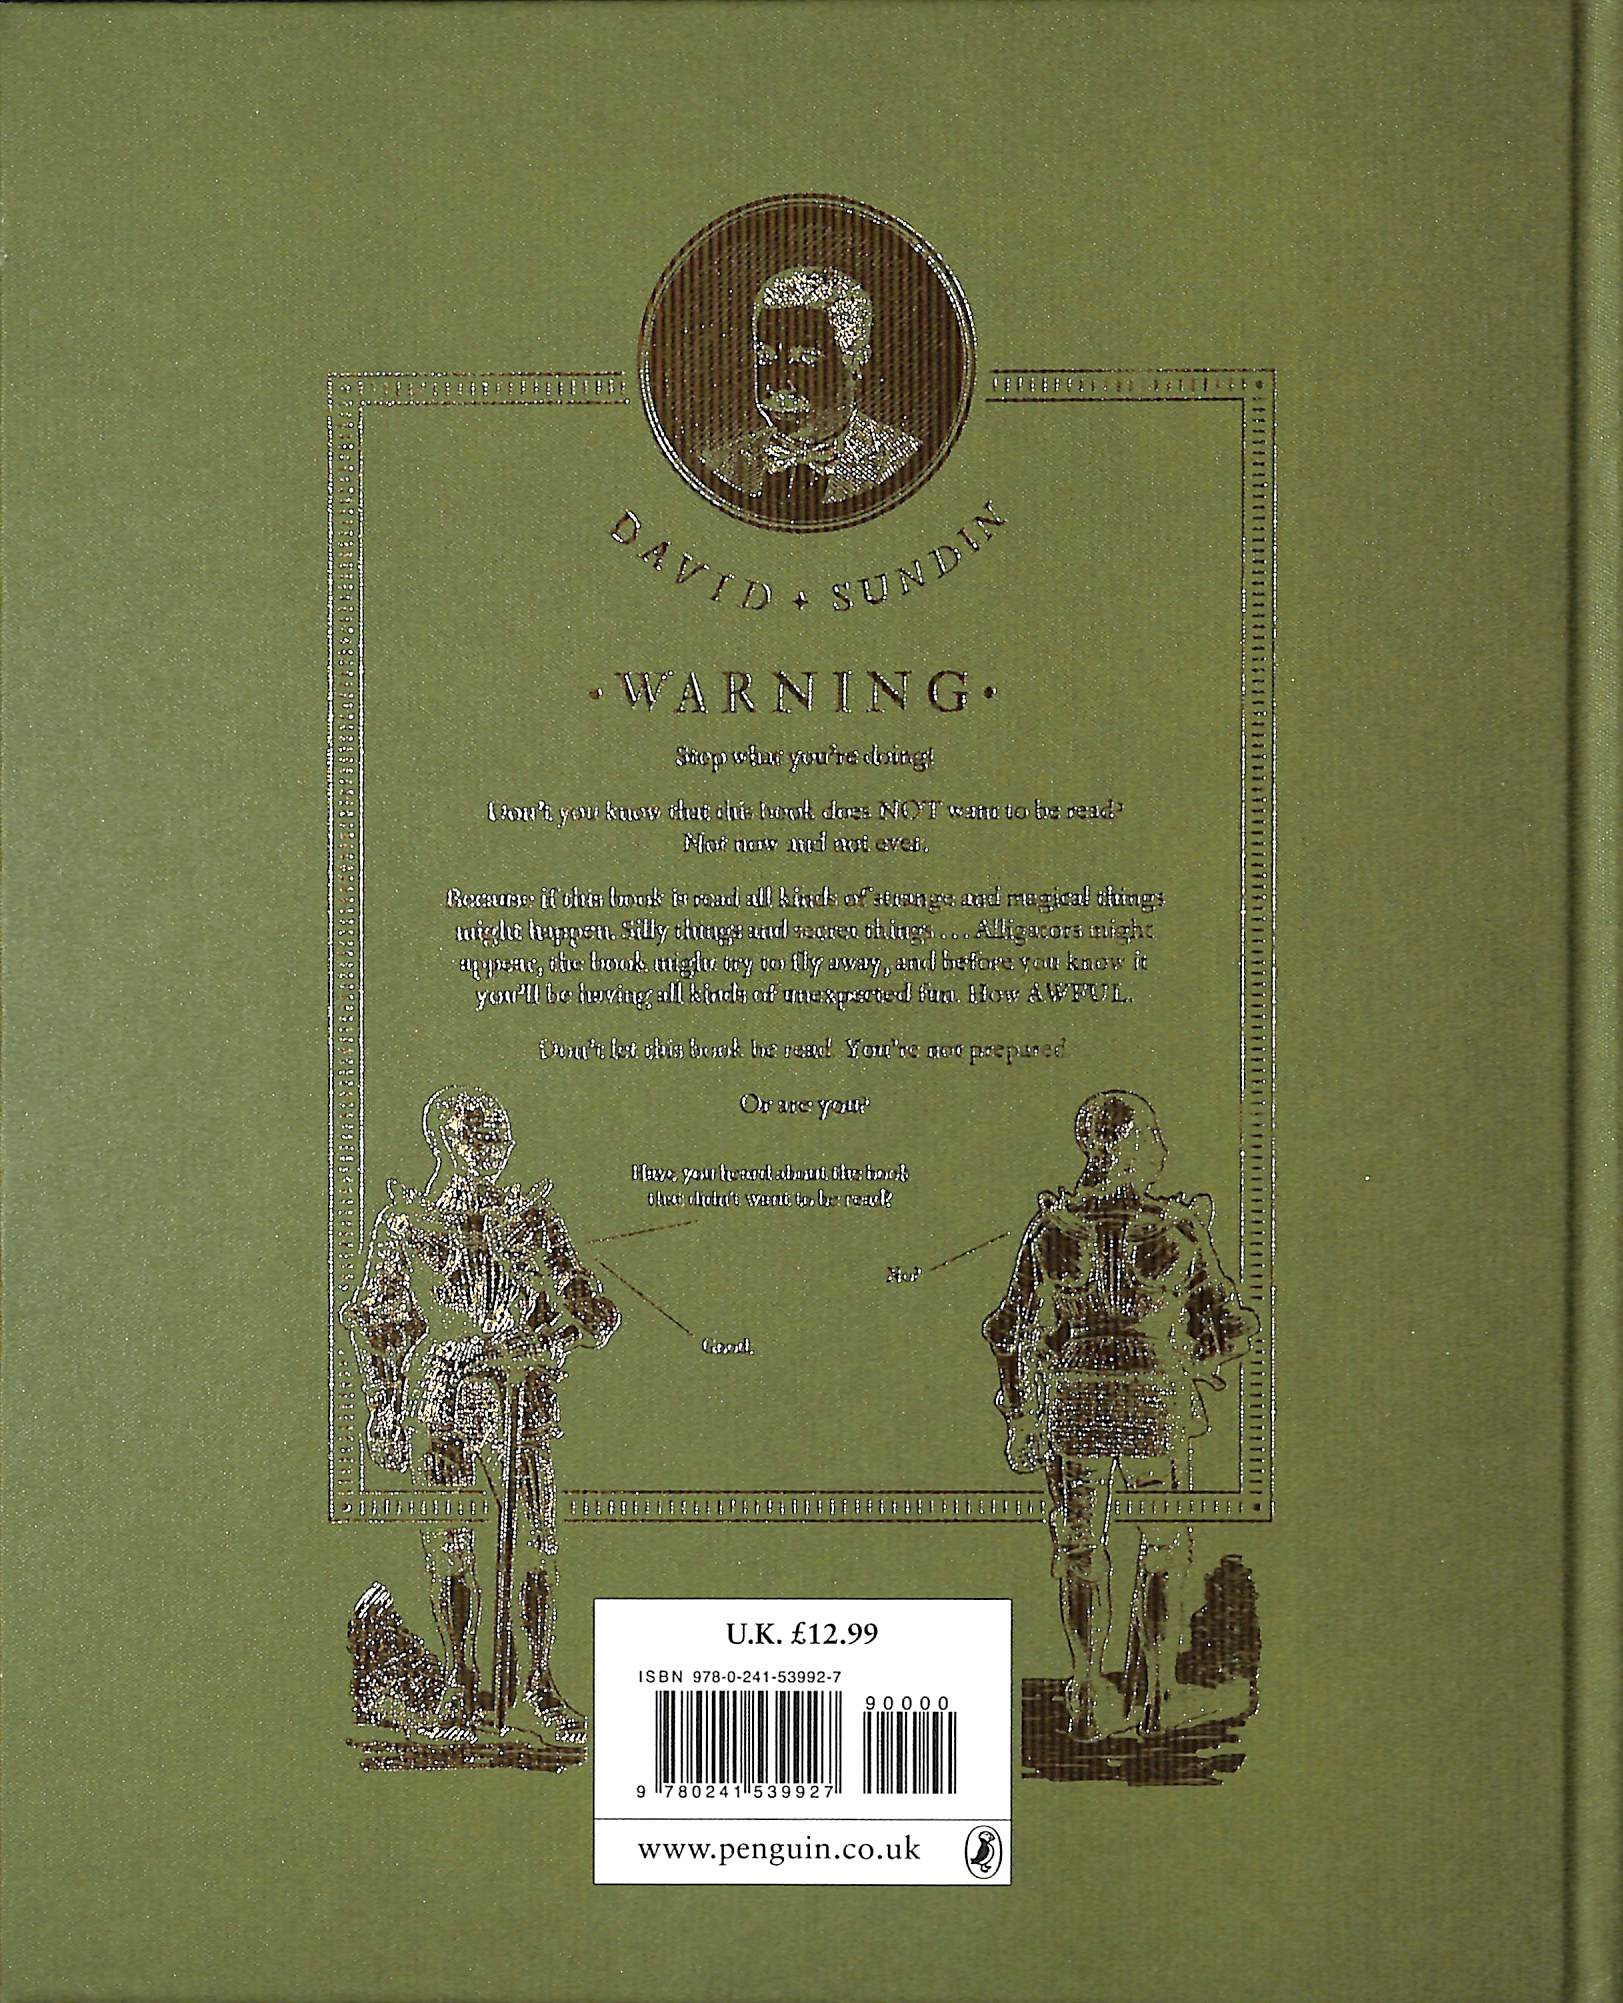 DAVID + SUNDIN
·WARNING·
Stop what you're doing!
Don't you know that this book does NOT want to be read?
Not now and not ever.
Because if this book is read all kinds of strange and magical things
might happen. Silly things and secret things ... Alligators might
appear, the book might try to fly away, and before you know it
you'll be having all kinds of unexpected fun. How AWFUL.
Don't let this book be read. You're not prepared.
Or are you?
Have you heard about the book
that didn't want to be read?
No?
Good.
U.K. £12.99
ISBN 978-0-241-53992-7
90000
9 780241 539927
www.penguin.co.uk